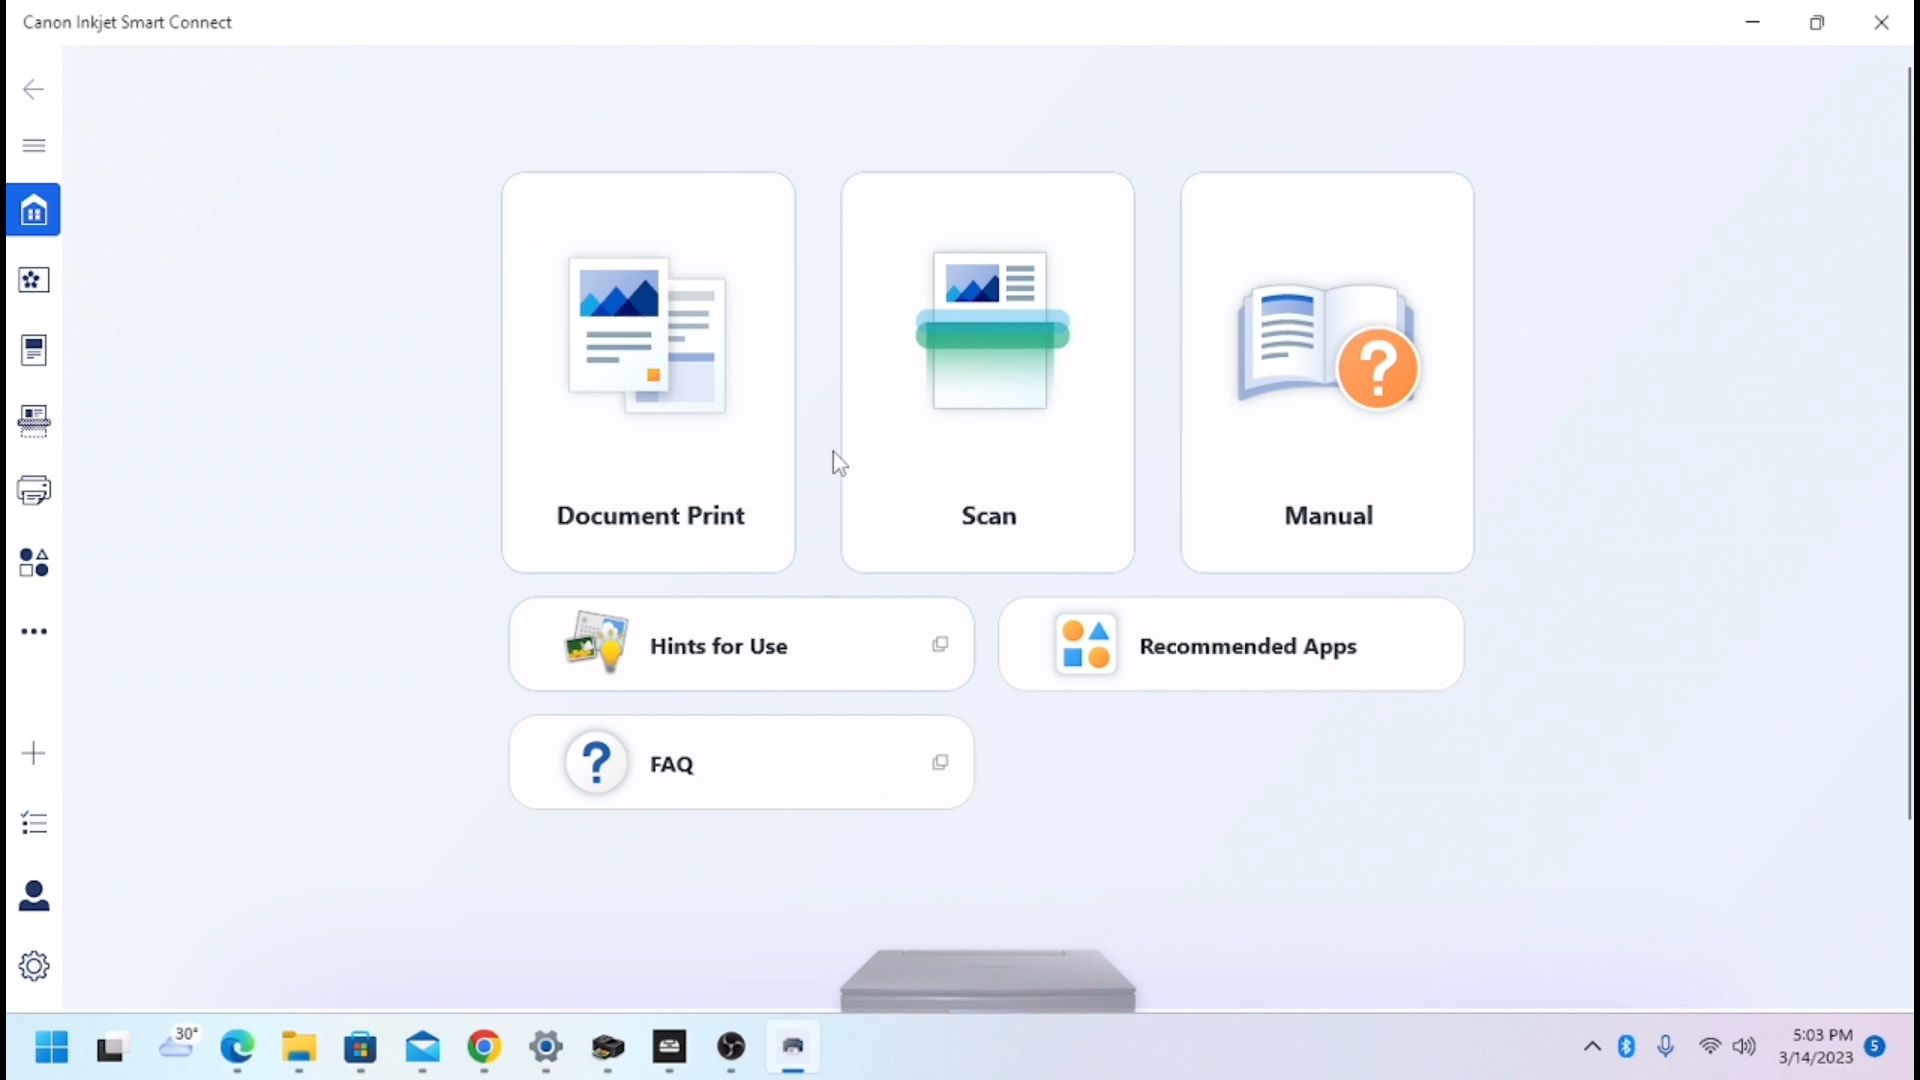 Canon Inkjet Smart Connect
Document Print
Scan
Manual
Hints for Use
Recommended Apps
FAQ
30°
5:03 PM
3/14/2023
5